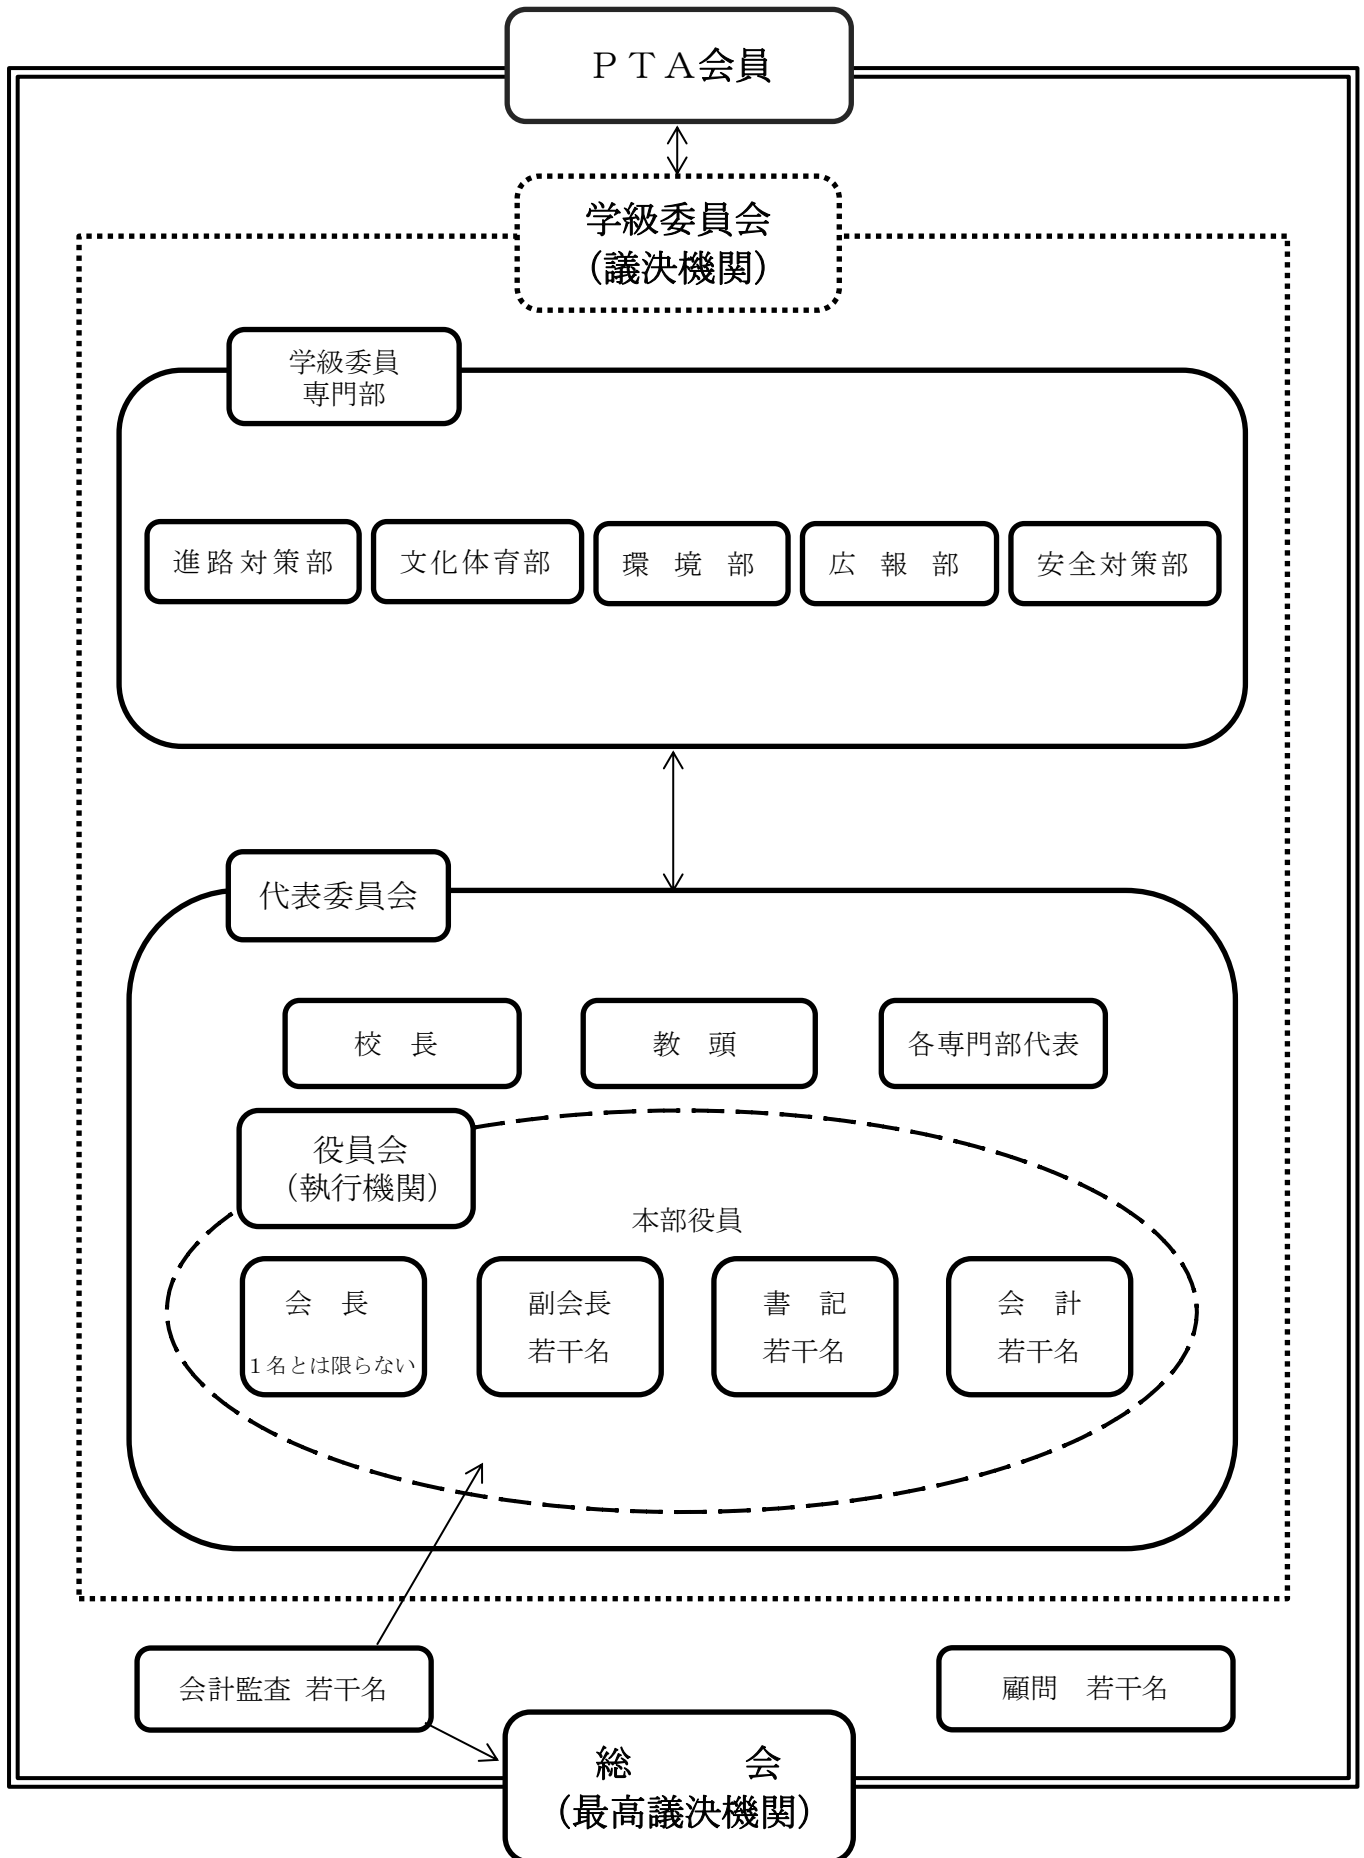 ＰＴＡ会員
学級委員会
（議決機関）
学級委員
専門部
進路対策部
文化体育部
環　境　部
広　報　部
安全対策部
代表委員会
校　長
教　頭
各専門部代表
役員会
（執行機関）
本部役員
会　長
１名とは限らない
副会長
若干名
書　記
若干名
会　計
若干名
会計監査 若干名
顧問　若干名
総　　　会
（最高議決機関）